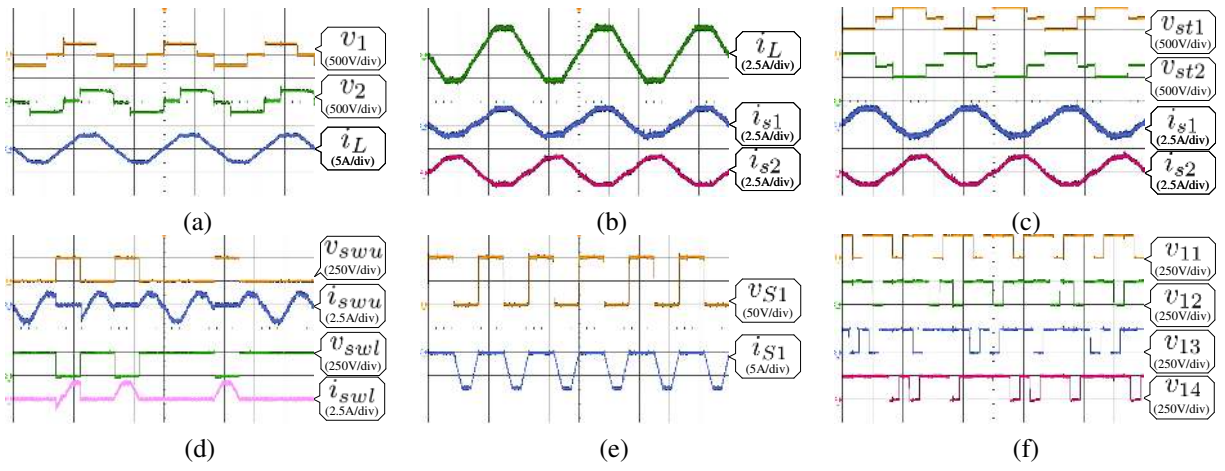 v1
(500V/div)
v2
(500V/div)
iL
(5A/div)
(a)
iL
(2.5A/div)
is1
(2.5A/div)
is2
(2.5A/div)
(b)
vst1
(500V/div)
vst2
(500V/div)
is1
(2.5A/div)
is2
(2.5A/div)
(c)
vswu
(250V/div)
iswu
(2.5A/div)
vswl
(250V/div)
iswl
(2.5A/div)
(d)
vS1
(50V/div)
iS1
(5A/div)
(e)
v11
(250V/div)
v12
(250V/div)
v13
(250V/div)
v14
(250V/div)
(f)